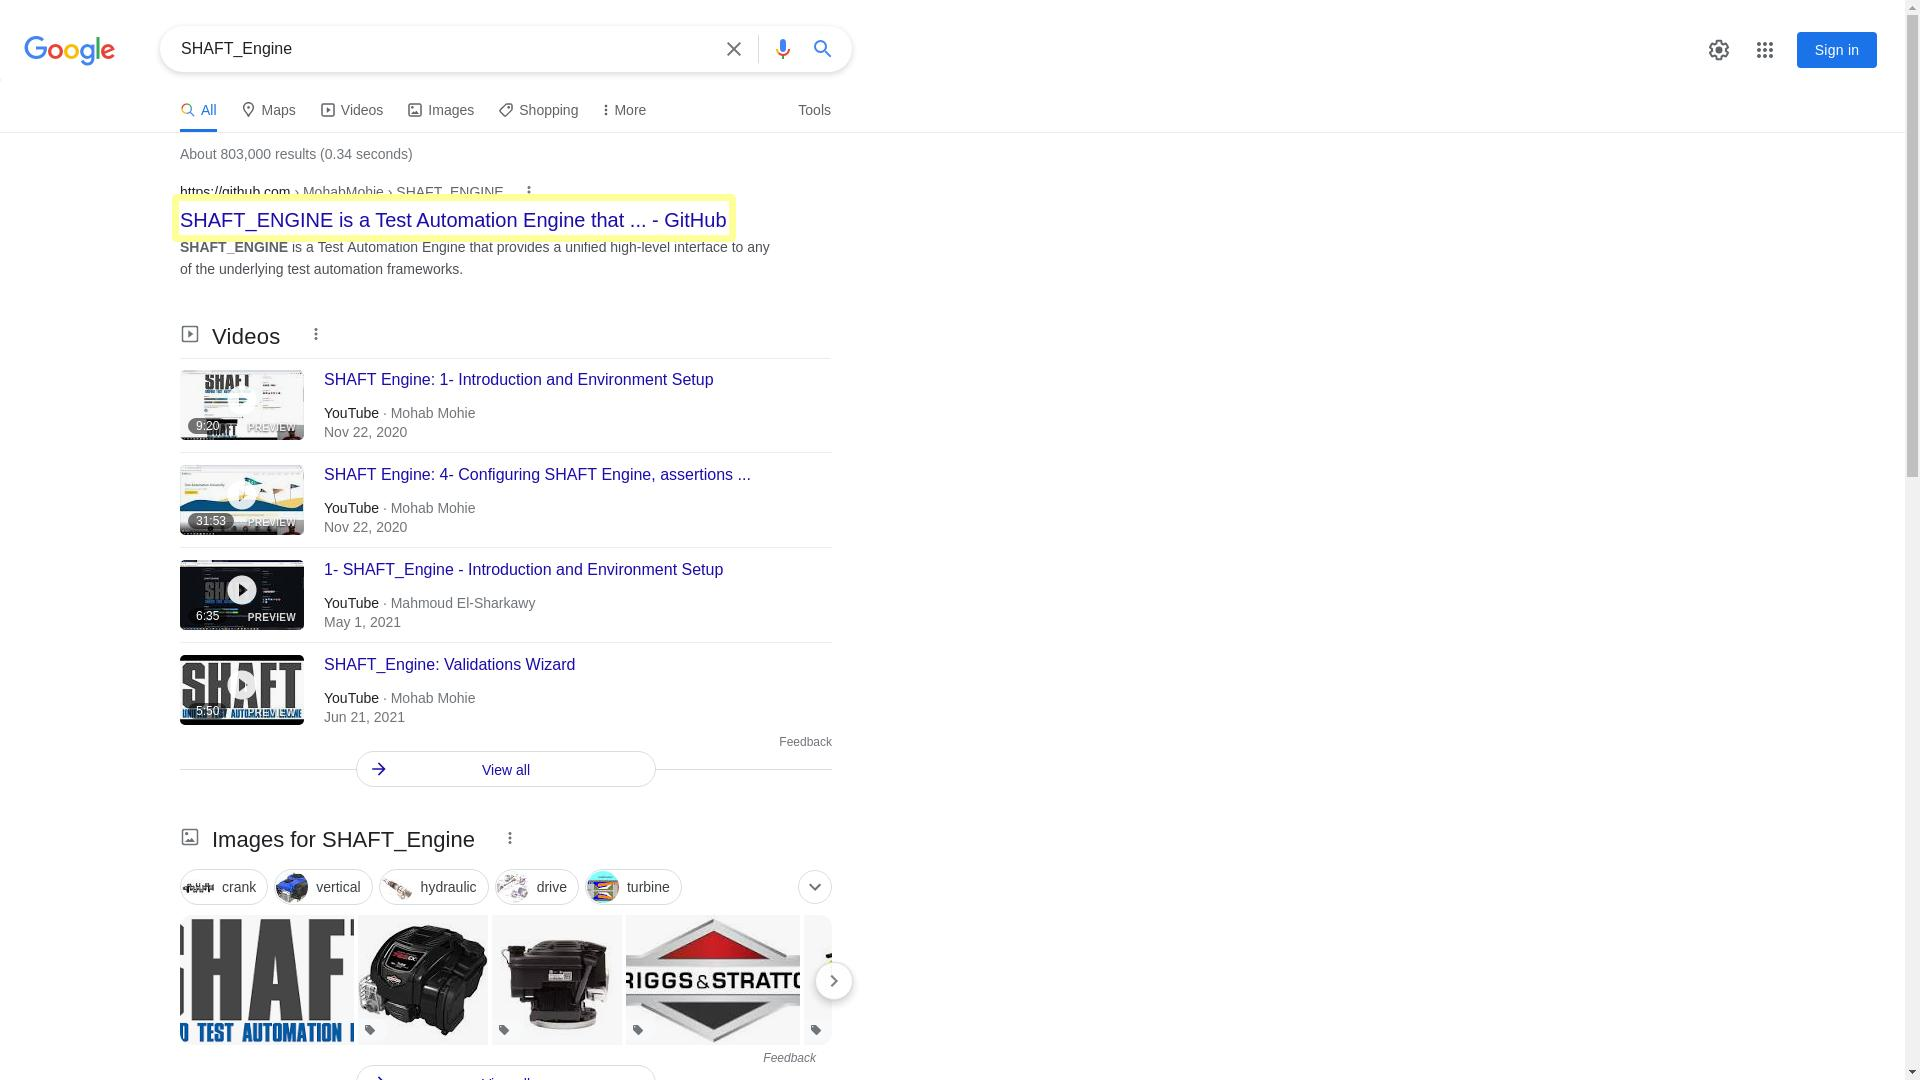 Google
SHAFT_Engine
Sign in
All
Maps
Videos
Images
Shopping
More
Tools
About 803,000 results (0.34 seconds)
https://github.com › MohabMohie › SHAFT_ENGINE
SHAFT_ENGINE is a Test Automation Engine that ... - GitHub
SHAFT_ENGINE is a Test Automation Engine that provides a unified high-level interface to any
of the underlying test automation frameworks.
Videos
SHAFT
9:20
PREVIEW
SHAFT Engine: 1- Introduction and Environment Setup
YouTube · Mohab Mohie
Nov 22, 2020
31:53
PREVIEW
SHAFT Engine: 4- Configuring SHAFT Engine, assertions ...
YouTube · Mohab Mohie
Nov 22, 2020
6:35
PREVIEW
1- SHAFT_Engine - Introduction and Environment Setup
YouTube · Mahmoud El-Sharkawy
May 1, 2021
SHAFT
5:50
PREVIEW
SHAFT_Engine: Validations Wizard
YouTube · Mohab Mohie
Jun 21, 2021
Feedback
View all
Images for SHAFT_Engine
crank
vertical
hydraulic
drive
turbine
SHAF
D TEST AUTOMATION
RIGGS & STRATTO
Feedback
View all